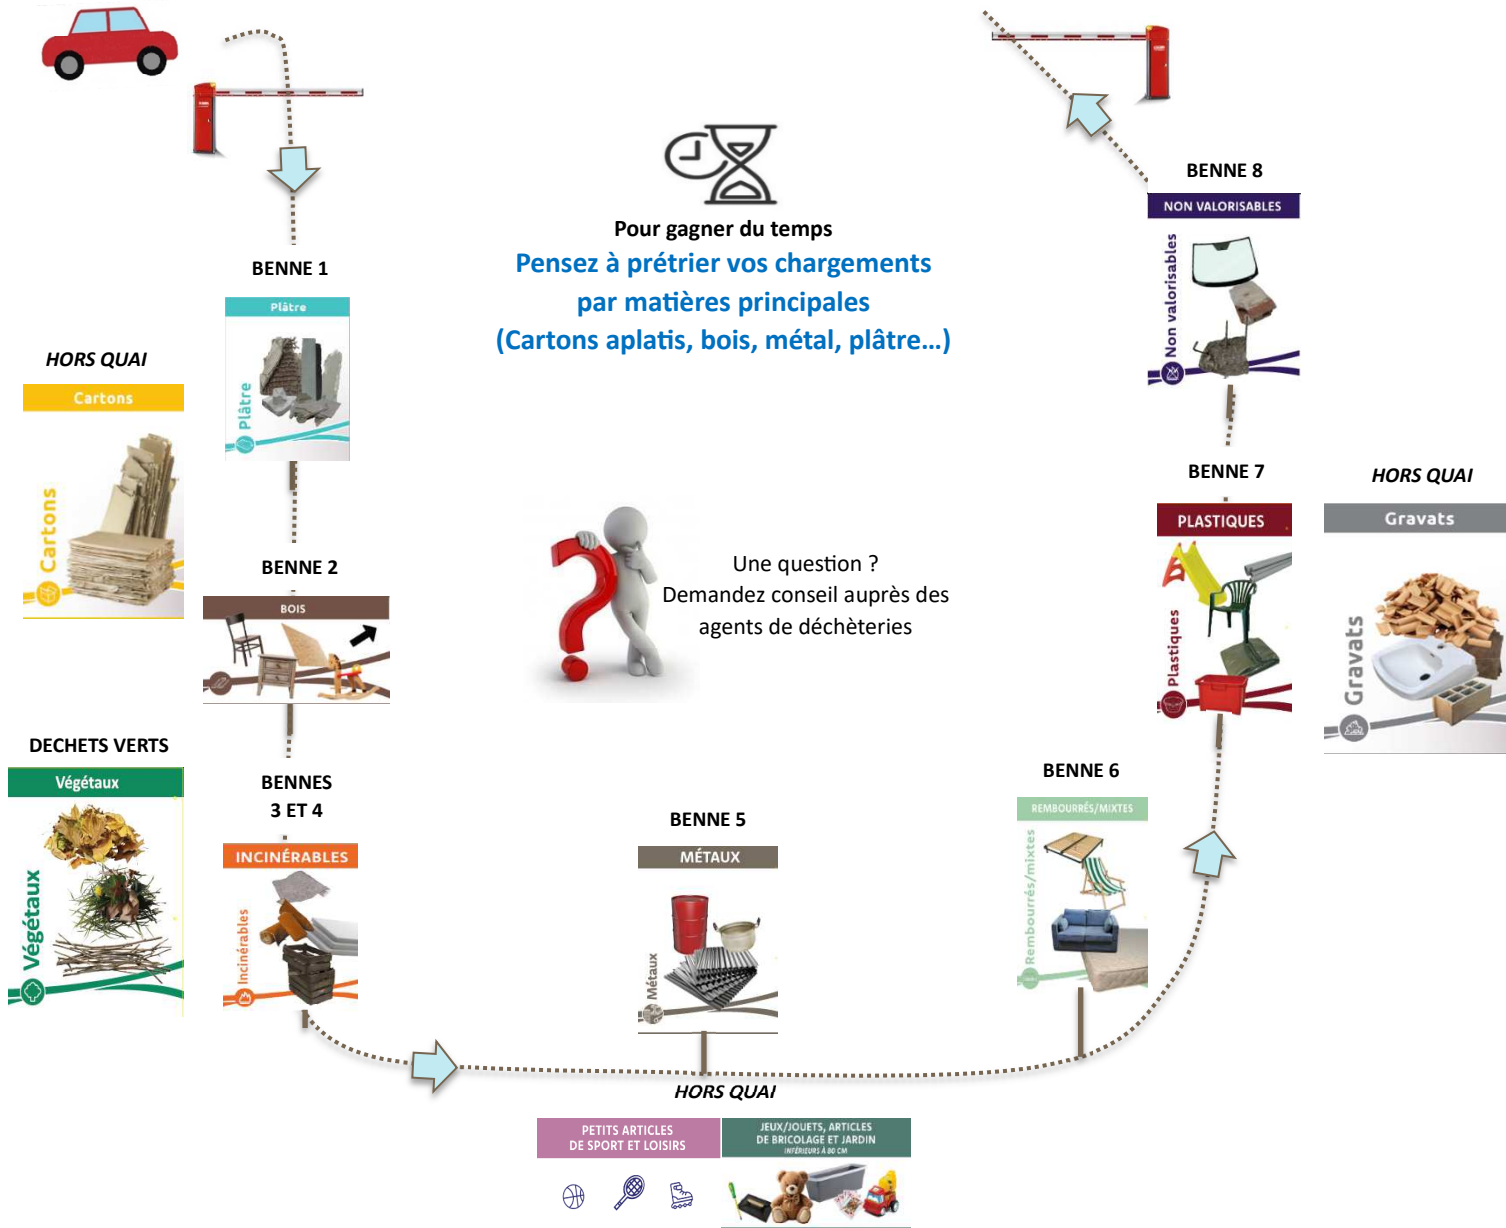 Pour gagner du temps
Pensez à prétrier vos chargements
par matières principales
(Cartons aplatis, bois, métal, plâtre...)
BENNE 1
Plâtre
Plâtre
HORS QUAI
Cartons
Cartons
BENNE 2
BOIS
DECHETS VERTS
Végétaux
Végétaux
BENNES
3 ET 4
INCINÉRABLES
Incinérables
Une question ?
Demandez conseil auprès des
agents de déchèteries
BENNE 5
MÉTAUX
Métaux
HORS QUAI
PETITS ARTICLES
DE SPORT ET LOISIRS
JEUX/JOUETS, ARTICLES
DE BRICOLAGE ET JARDIN
INFÉRIEURS À 80 CM
BENNE 6
REMBOURRÉS/MIXTES
Rembourrés/mixtes
BENNE 7
PLASTIQUES
Plastiques
HORS QUAI
Gravats
Gravats
BENNE 8
NON VALORISABLES
Non valorisables